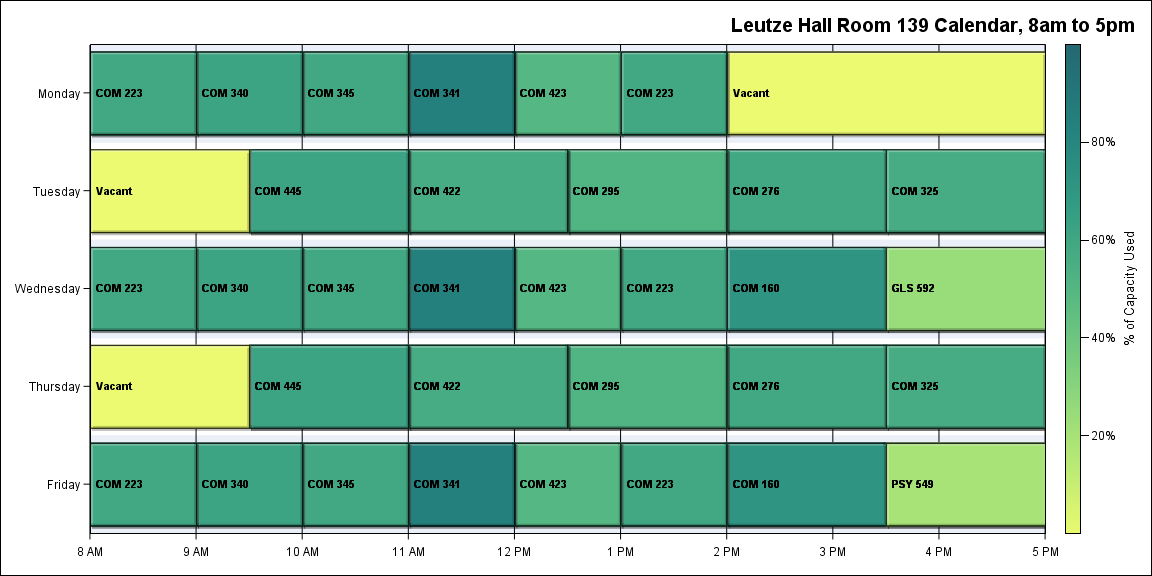 Leutze Hall Room 139 Calendar, 8am to 5pm
Monday
COM 223
COM 340
COM 345
COM 341
COM 423
COM 223
Vacant
Tuesday
Vacant
COM 445
COM 422
COM 295
COM 276
COM 325
Wednesday
COM 223
COM 340
COM 345
COM 341
COM 423
COM 223
COM 160
GLS 592
Thursday
Vacant
COM 445
COM 422
COM 295
COM 276
COM 325
Friday
COM 223
COM 340
COM 345
COM 341
COM 423
COM 223
COM 160
PSY 549
8 AM
9 AM
10 AM
11 AM
12 PM
1 PM
2 PM
3 PM
4 PM
5 PM
80%
60%
40%
20%
% of Capacity Used